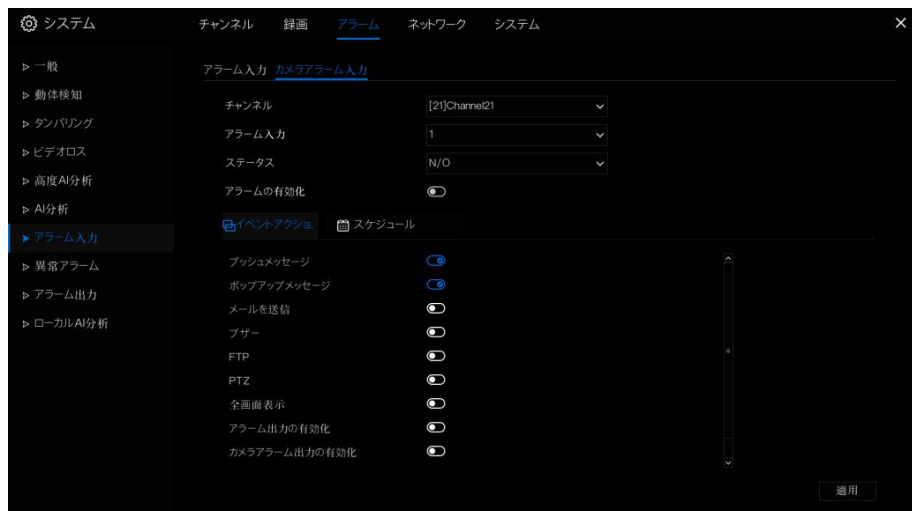 システム
チャンネル 録画 アラーム ネットワーク システム
一般
動体検知
タンパリング
ビデオロス
高度AI分析
AI分析
アラーム入力
異常アラーム
アラーム出力
ローカルAI分析
アラーム入力 カメラアラーム入力
チャンネル [21]Channel21
アラーム入力 1
ステータス N/O
アラームの有効化
イベントアクショ. スケジュール
プッシュメッセージ
ポップアップメッセージ
メールを送信
ブザー
FTP
PTZ
全画面表示
アラーム出力の有効化
カメラアラーム出力の有効化
適用